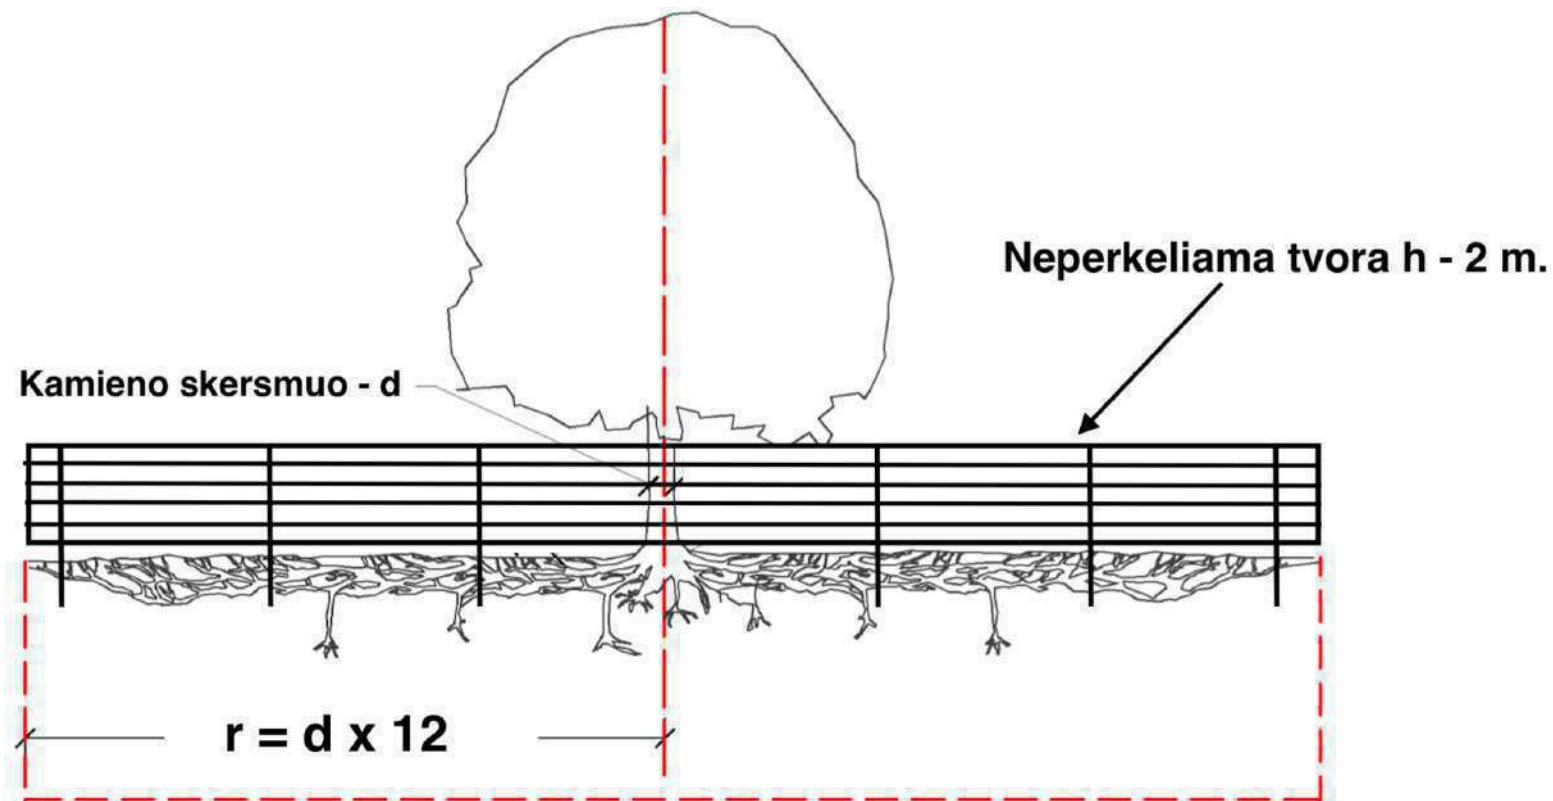 Neperkeliama tvora h - 2 m.
Kamieno skersmuo - d
r = d x 12